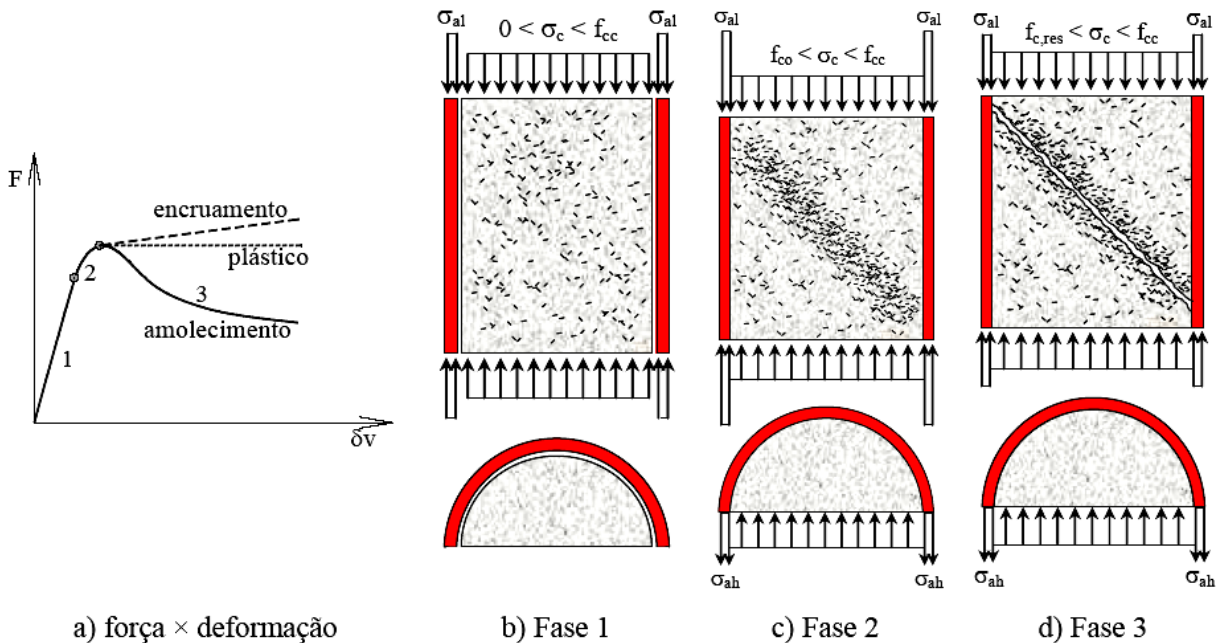 F
encruamento
plástico
2
3
amolecimento
1
δv
a) força × deformação
σal σal
0 < σc < fcc
b) Fase 1
σal σal
fco < σc < fcc
σah σah
c) Fase 2
σal σal
fc,res < σc < fcc
σah σah
d) Fase 3